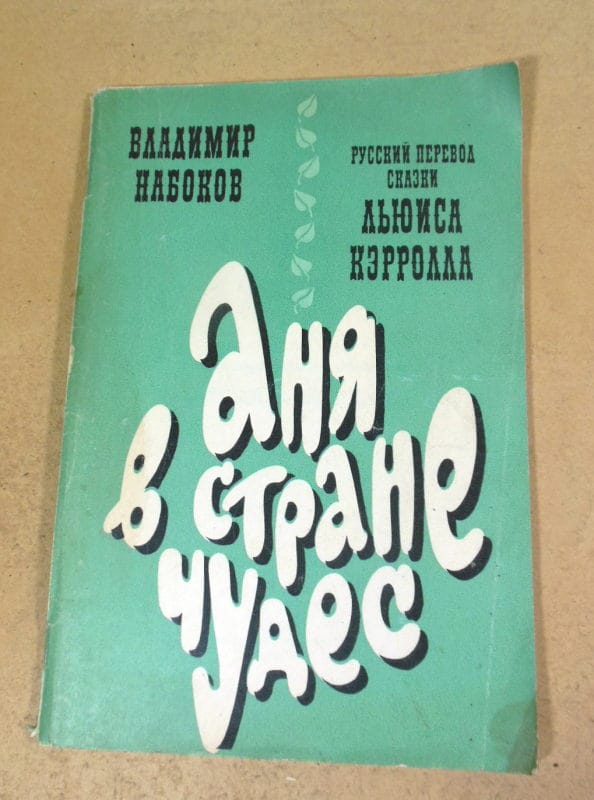 ВЛАДИМИР
НАБОКОВ
РУССКИЙ ПЕРЕВОД
СКАЗКИ
ЛЬЮИСА
КЭРРОЛЛА
аня
в стране
чудес